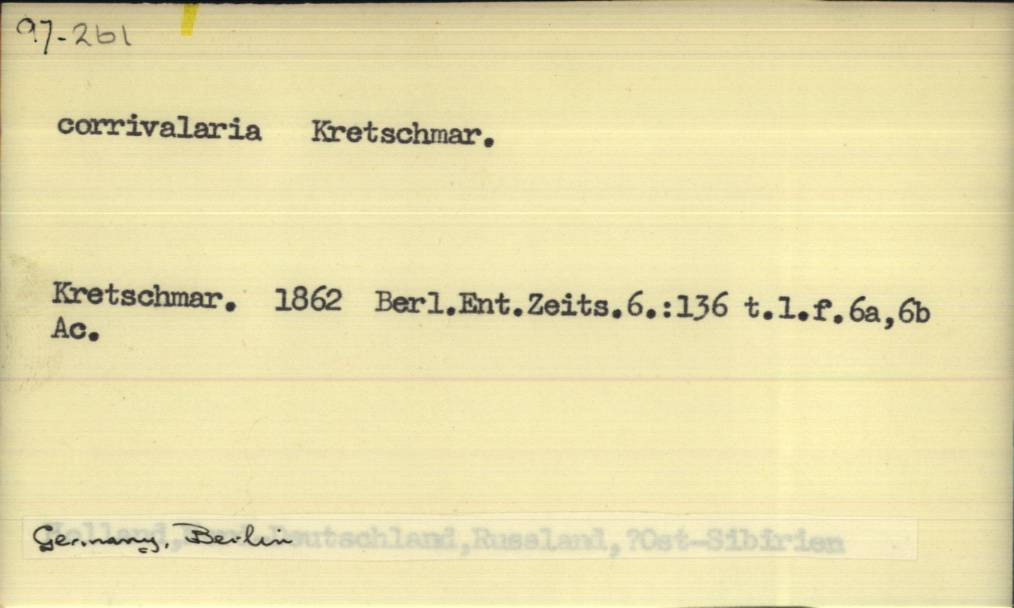 97-261
corrivalaria Kretschmar.
Kretschmar. 1862 Berl.Ent.Zeits.6.:136 t.1.f.6a,6b
Ac.
Germany, Berlin
Deutschland,Russland,?Ost-Sibirien